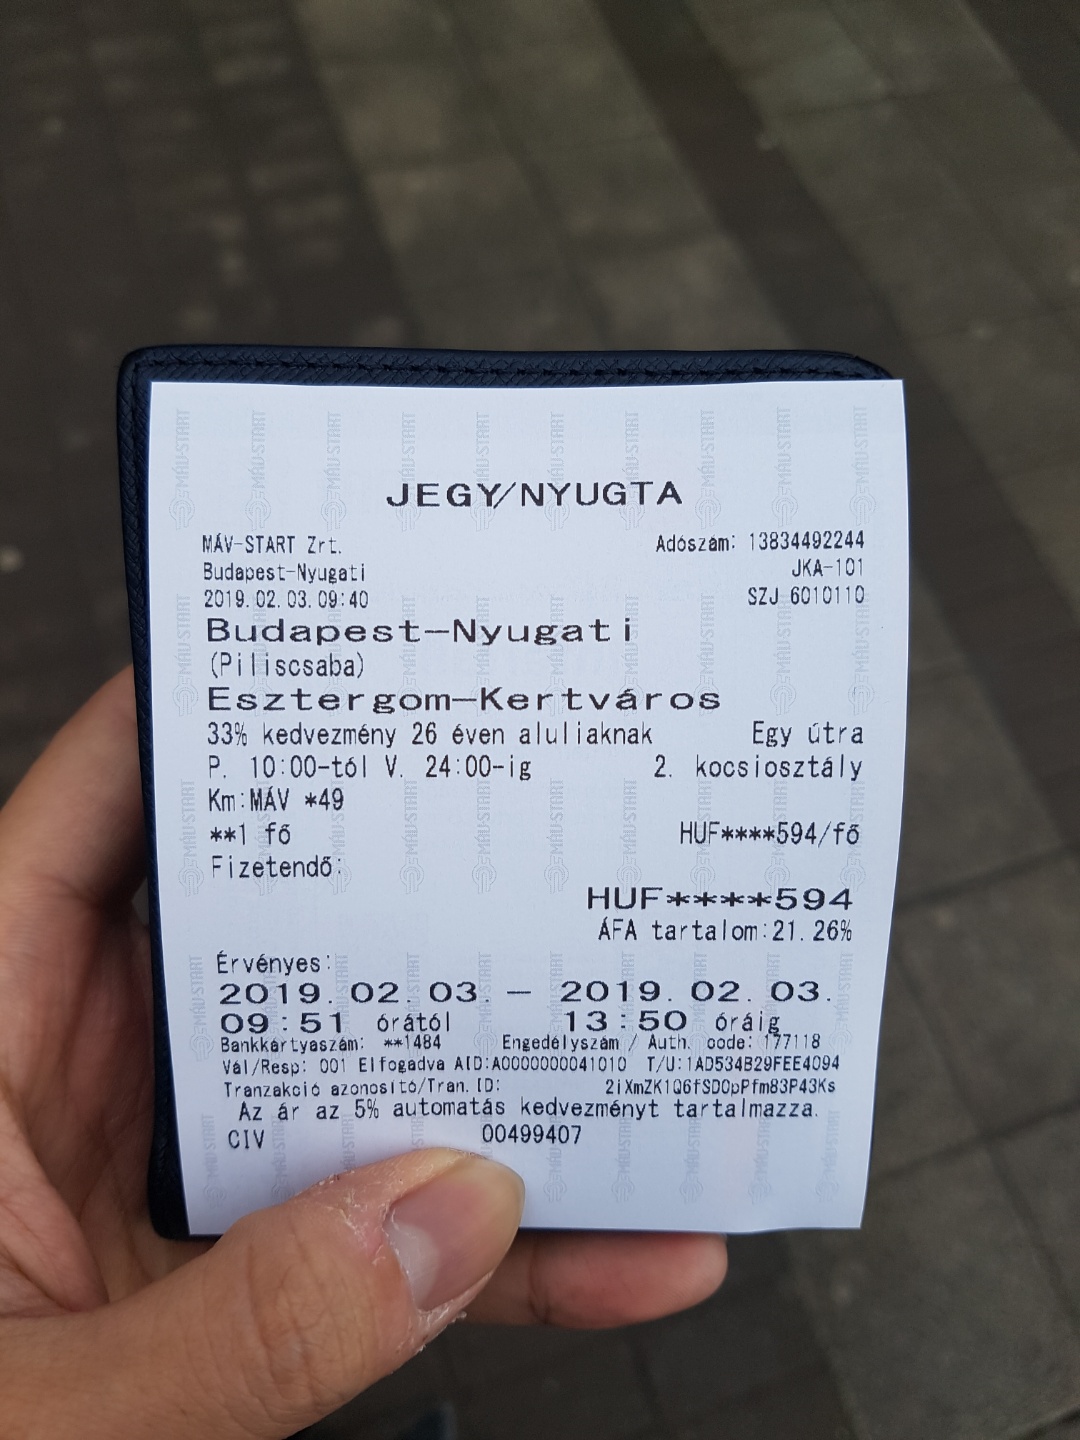 JEGY/NYUGTA
MÁV-START Zrt. Adószám: 13834492244
Budapest-Nyugati JKA-101
2019.02.03.09:40 SZJ 6010110
Budapest-Nyugati
(Piliscsaba)
Esztergom-Kertváros
33% kedvezmény 26 éven aluliaknak Egy útra
P. 10:00-tól V. 24:00-ig 2. kocsiosztály
Km:MÁV *49
**1 fő HUF****594/fő
Fizetendő:
HUF****594
ÁFA tartalom:21.26%
Érvényes:
2019. 02. 03. - 2019. 02. 03.
09:51 órától 13:50 óráig
Bankkártyaszám: **1484 Engedélyszám / Auth. code: 177118
Vál/Resp: 001 Elfogadva AID:A0000000041010 T/U:1AD534B29FEE4094
Tranzakció azonosító/Tran. ID: 2iXmZK1Q6fSDOpPfm83P43Ks
Az ár az 5% automatás kedvezményt tartalmazza.
CIV 00499407